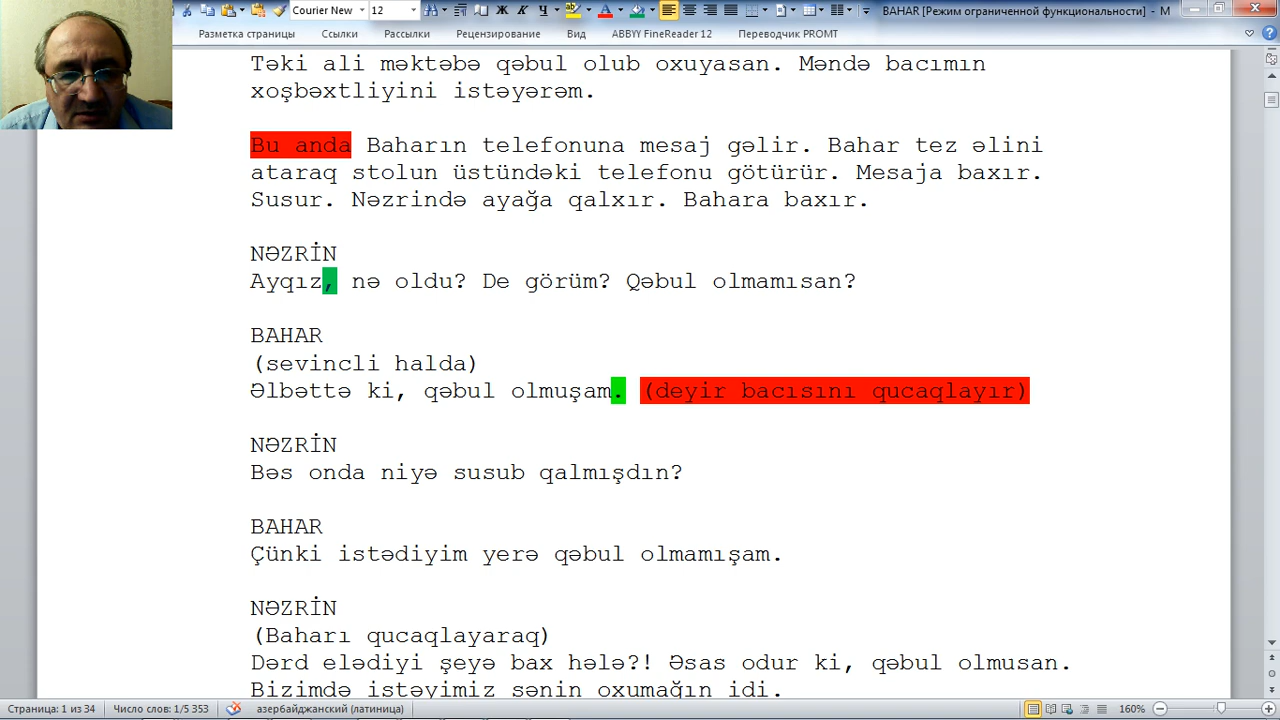 Courier New
12
Ж
К
Ч
BAHAR [Режим ограниченной функциональности] - М
Разметка страницы
Ссылки
Рассылки
Рецензирование
Вид
ABBYY FineReader 12
Переводчик PROMT
Təki ali məktəbə qəbul olub oxuyasan. Məndə bacımın
xoşbəxtliyini istəyərəm.
Bu anda Baharın telefonuna mesaj gəlir. Bahar tez əlini
ataraq stolun üstündəki telefonu götürür. Mesaja baxır.
Susur. Nəzrində ayağa qalxır. Bahara baxır.
NƏZRİN
Ayqız, nə oldu? De görüm? Qəbul olmamısan?
BAHAR
(sevincli halda)
Əlbəttə ki, qəbul olmuşam. (deyir bacısını qucaqlayır)
NƏZRİN
Bəs onda niyə susub qalmışdın?
BAHAR
Çünki istədiyim yerə qəbul olmamışam.
NƏZRİN
(Baharı qucaqlayaraq)
Dərd elədiyi şeyə bax hələ?! Əsas odur ki, qəbul olmusan.
Bizimdə istəyimiz sənin oxumağın idi.
Страница: 1 из 34
Число слов: 1/5 353
азербайджанский (латиница)
160%